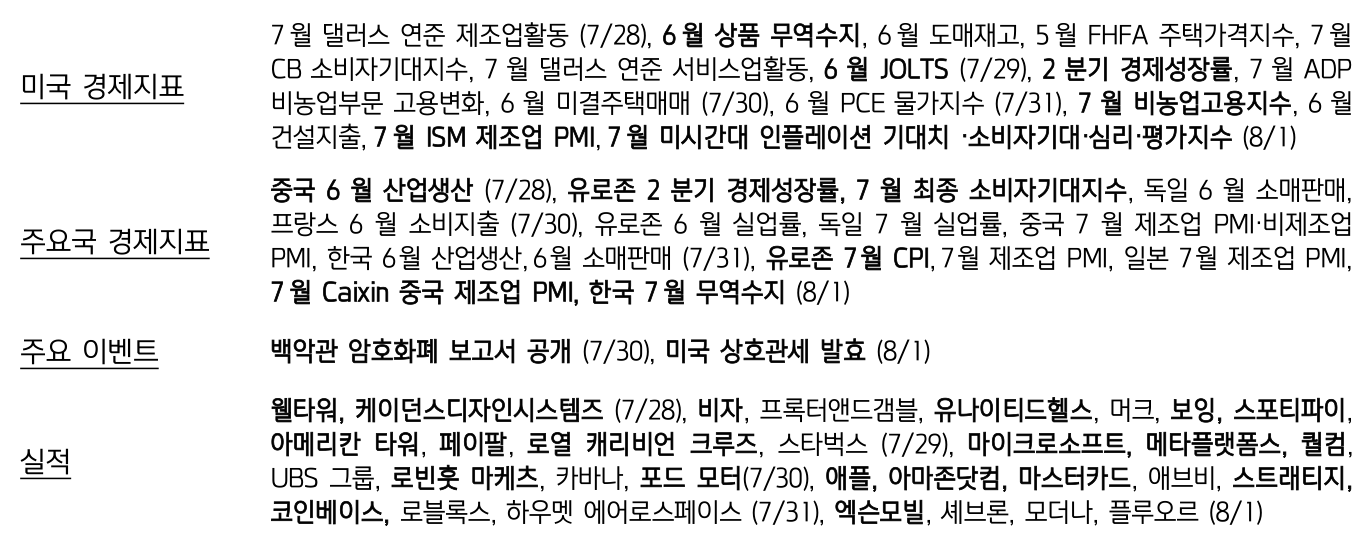 미국 경제지표
7월 댈러스 연준 제조업활동 (7/28), 6월 상품 무역수지, 6월 도매재고, 5월 FHFA 주택가격지수, 7월
CB 소비자기대지수, 7 월 댈러스 연준 서비스업활동, 6 월 JOLTS (7/29), 2 분기 경제성장률, 7 월 ADP
비농업부문 고용변화, 6 월 미결주택매매 (7/30), 6 월 PCE 물가지수 (7/31), 7 월 비농업고용지수, 6 월
건설지출, 7월 ISM 제조업 PMI, 7월 미시간대 인플레이션 기대치 ·소비자기대·심리·평가지수 (8/1)
주요국 경제지표
중국 6 월 산업생산 (7/28), 유로존 2 분기 경제성장률, 7 월 최종 소비자기대지수, 독일 6 월 소매판매,
프랑스 6 월 소비지출 (7/30), 유로존 6 월 실업률, 독일 7 월 실업률, 중국 7 월 제조업 PMI·비제조업
PMI, 한국 6월 산업생산, 6월 소매판매 (7/31), 유로존 7월 CPI, 7월 제조업 PMI, 일본 7월 제조업 PMI,
7월 Caixin 중국 제조업 PMI, 한국 7월 무역수지 (8/1)
주요 이벤트
백악관 암호화폐 보고서 공개 (7/30), 미국 상호관세 발효 (8/1)
실적
웰타워, 케이던스디자인시스템즈 (7/28), 비자, 프록터앤드갬블, 유나이티드헬스, 머크, 보잉, 스포티파이,
아메리칸 타워, 페이팔, 로열 캐리비언 크루즈, 스타벅스 (7/29), 마이크로소프트, 메타플랫폼스, 퀄컴,
UBS 그룹, 로빈훗 마케츠, 카바나, 포드 모터(7/30), 애플, 아마존닷컴, 마스터카드, 애브비, 스트래티지,
코인베이스, 로블록스, 하우멧 에어로스페이스 (7/31), 엑슨모빌, 셰브론, 모더나, 플루오르 (8/1)